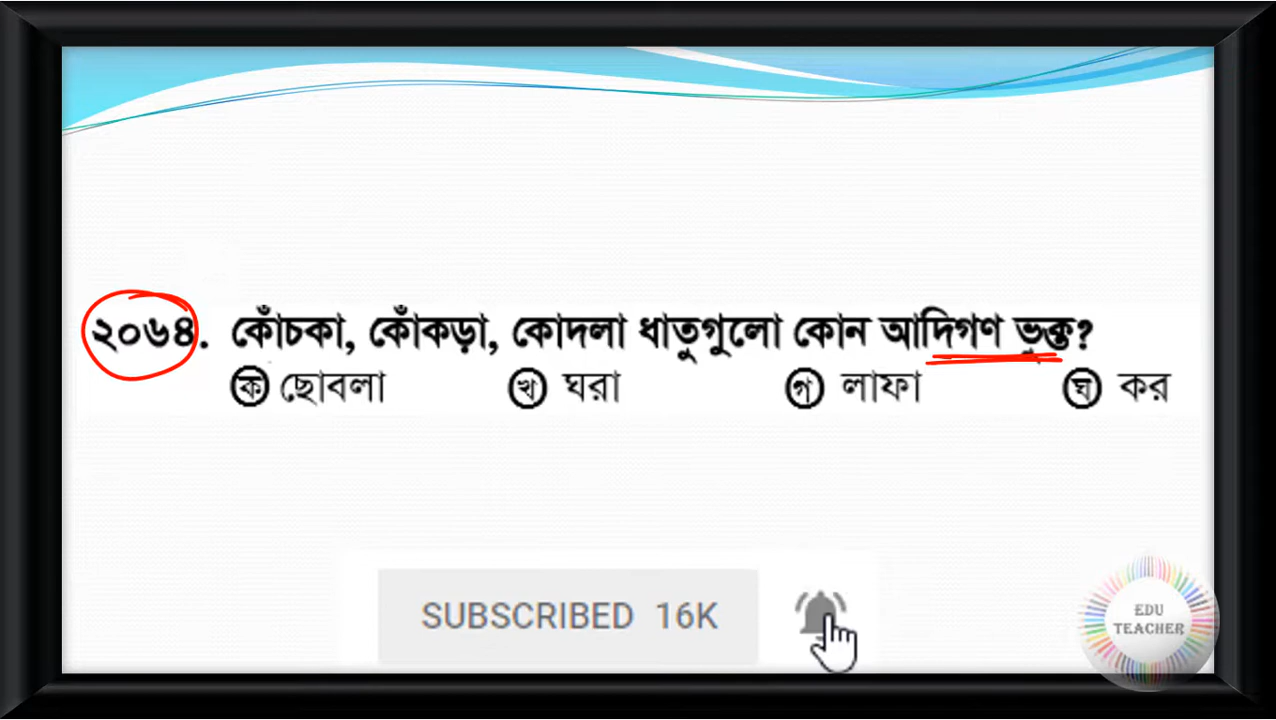 ২০৬৪. কোঁচকা, কোঁকড়া, কোদলা ধাতুগুলো কোন আদিগণ ভুক্ত?
ক ছোবলা খ ঘরা গ লাফা ঘ কর
SUBSCRIBED 16K
EDU
TEACHER